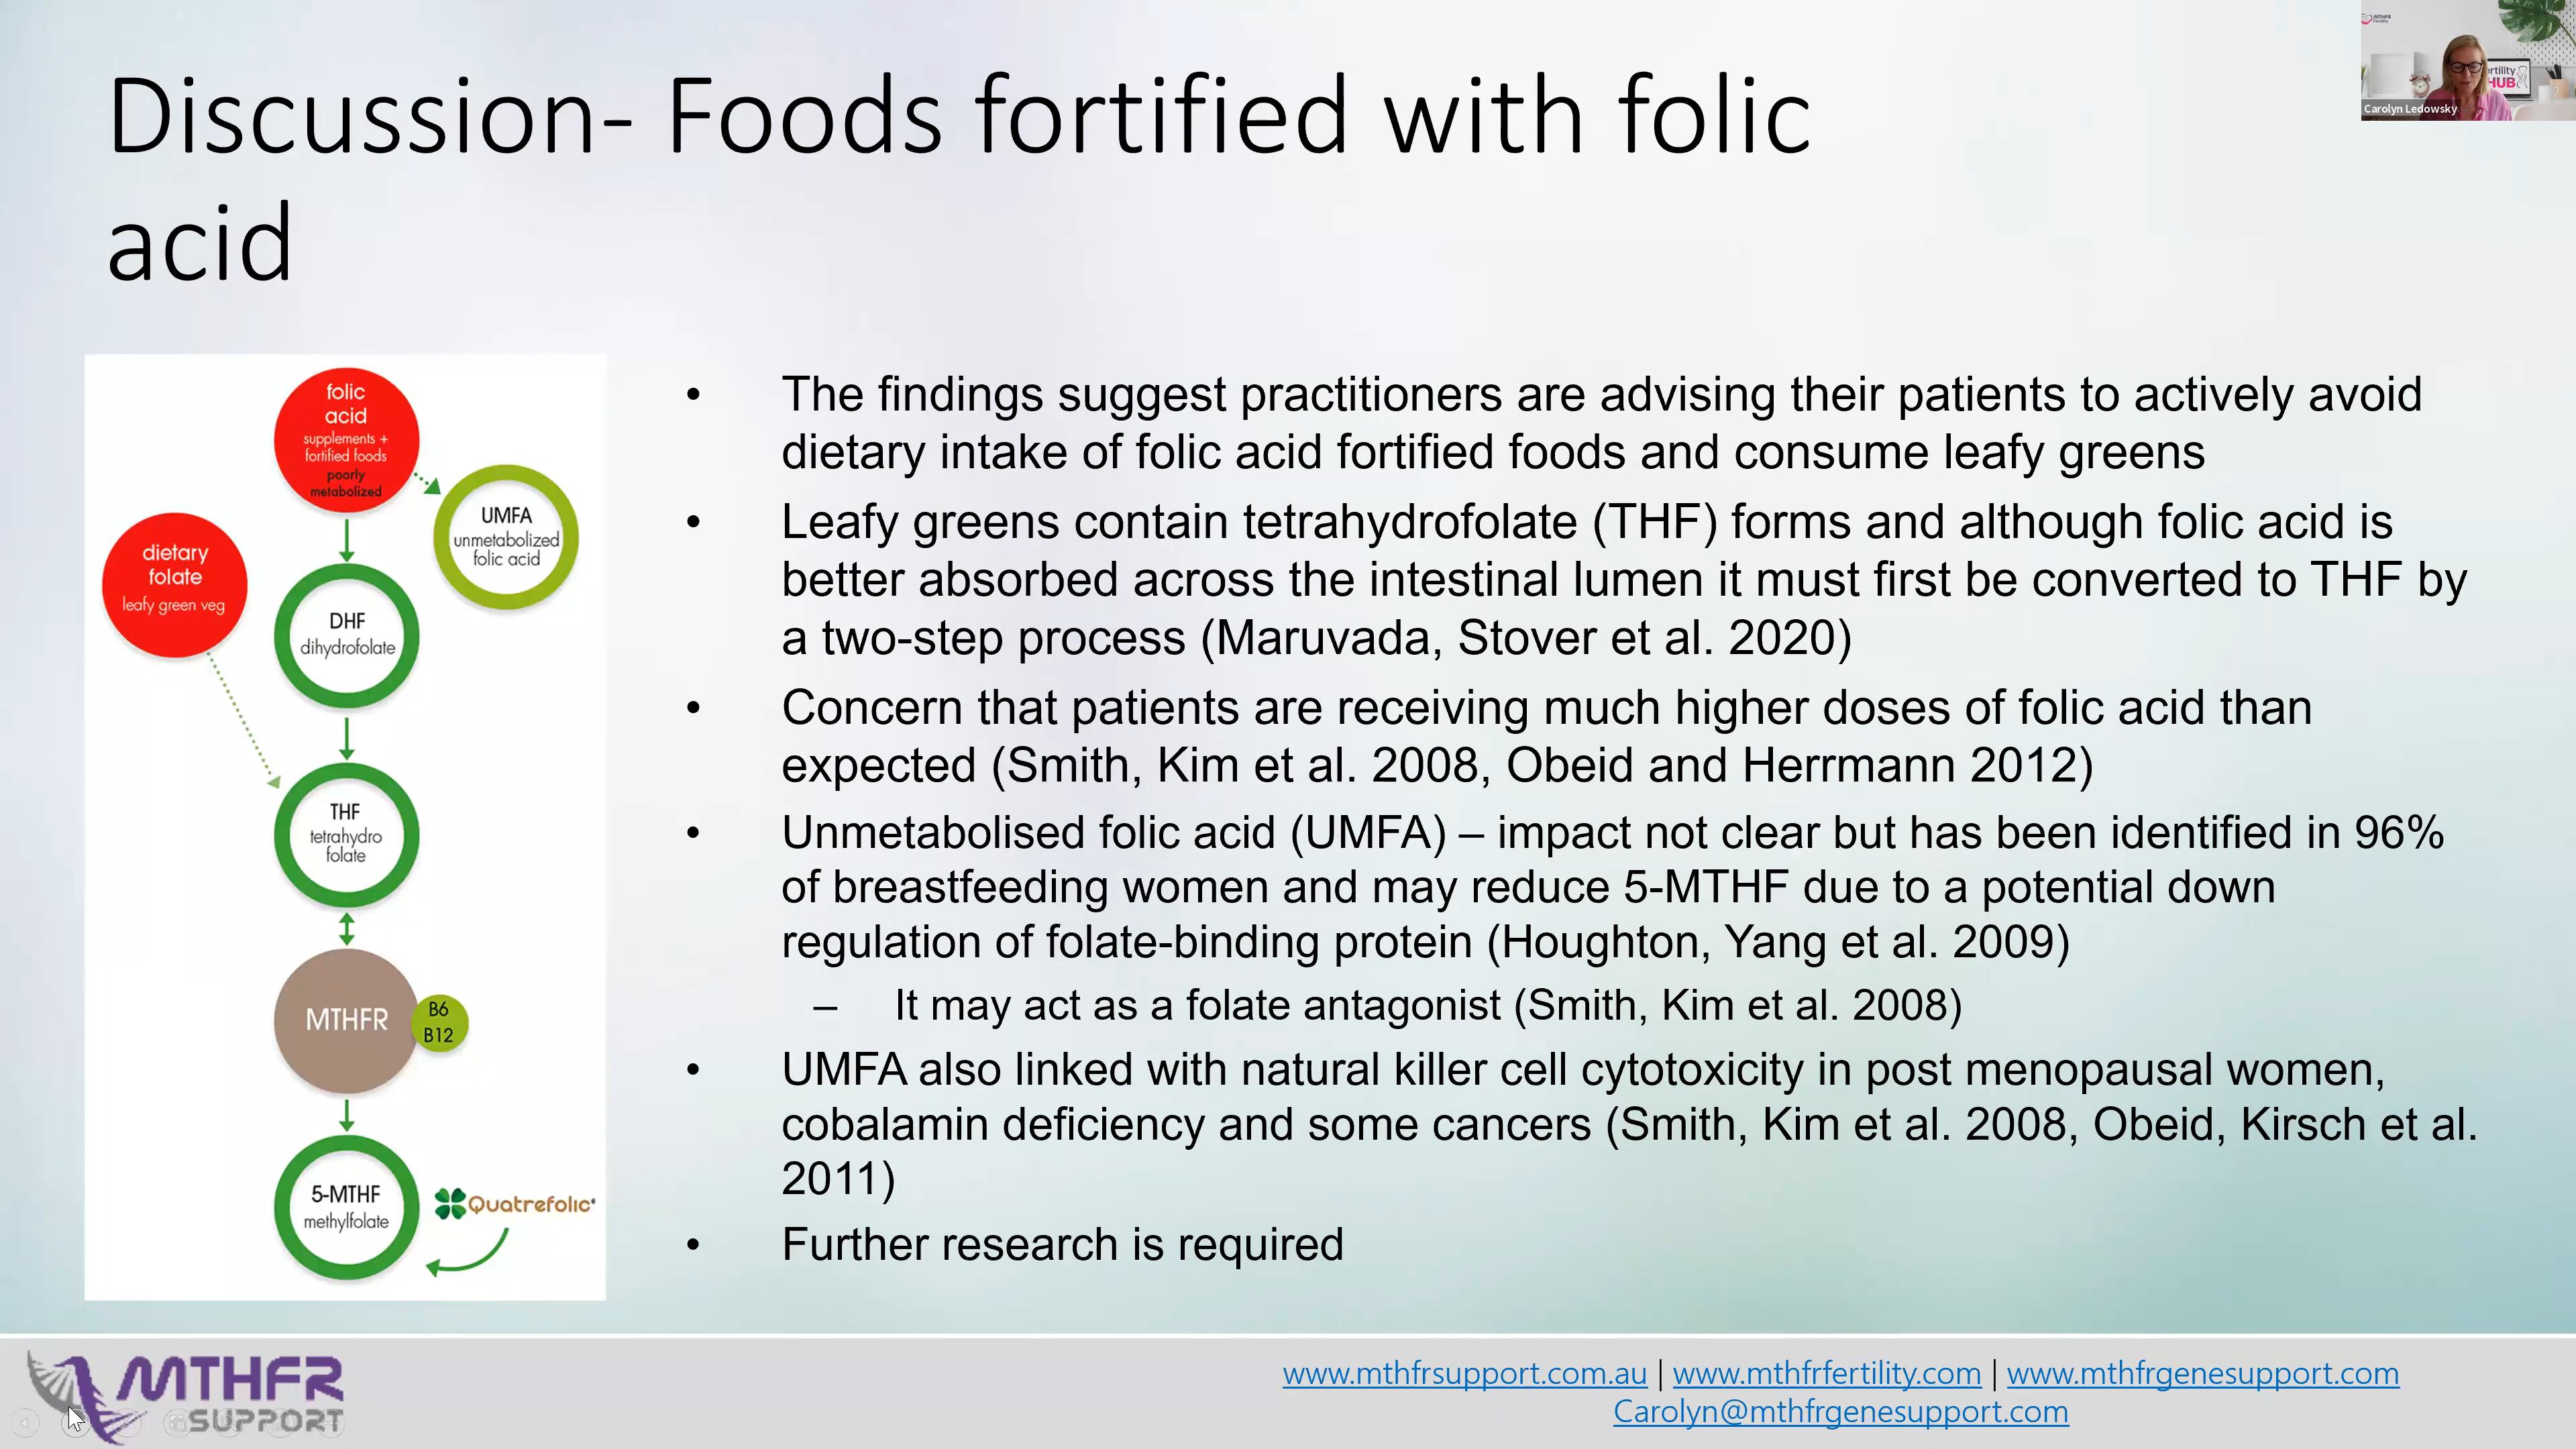 Discussion- Foods fortified with folic
acid
MTHFR
Fertility
HUB
Carolyn Ledowsky
folic
acid
supplements +
fortified foods
poorly
metabolized
UMFA
unmetabolized
folic acid
dietary
folate
leafy green veg
DHF
dihydrofolate
THF
tetrahydro
folate
MTHFR
B6
B12
5-MTHF
methylfolate
Quatrefolic®
• The findings suggest practitioners are advising their patients to actively avoid
dietary intake of folic acid fortified foods and consume leafy greens
• Leafy greens contain tetrahydrofolate (THF) forms and although folic acid is
better absorbed across the intestinal lumen it must first be converted to THF by
a two-step process (Maruvada, Stover et al. 2020)
• Concern that patients are receiving much higher doses of folic acid than
expected (Smith, Kim et al. 2008, Obeid and Herrmann 2012)
• Unmetabolised folic acid (UMFA) – impact not clear but has been identified in 96%
of breastfeeding women and may reduce 5-MTHF due to a potential down
regulation of folate-binding protein (Houghton, Yang et al. 2009)
– It may act as a folate antagonist (Smith, Kim et al. 2008)
• UMFA also linked with natural killer cell cytotoxicity in post menopausal women,
cobalamin deficiency and some cancers (Smith, Kim et al. 2008, Obeid, Kirsch et al.
2011)
• Further research is required
MTHFR
SUPPORT
www.mthfrsupport.com.au | www.mthfrfertility.com | www.mthfrgenesupport.com
Carolyn@mthfrgenesupport.com